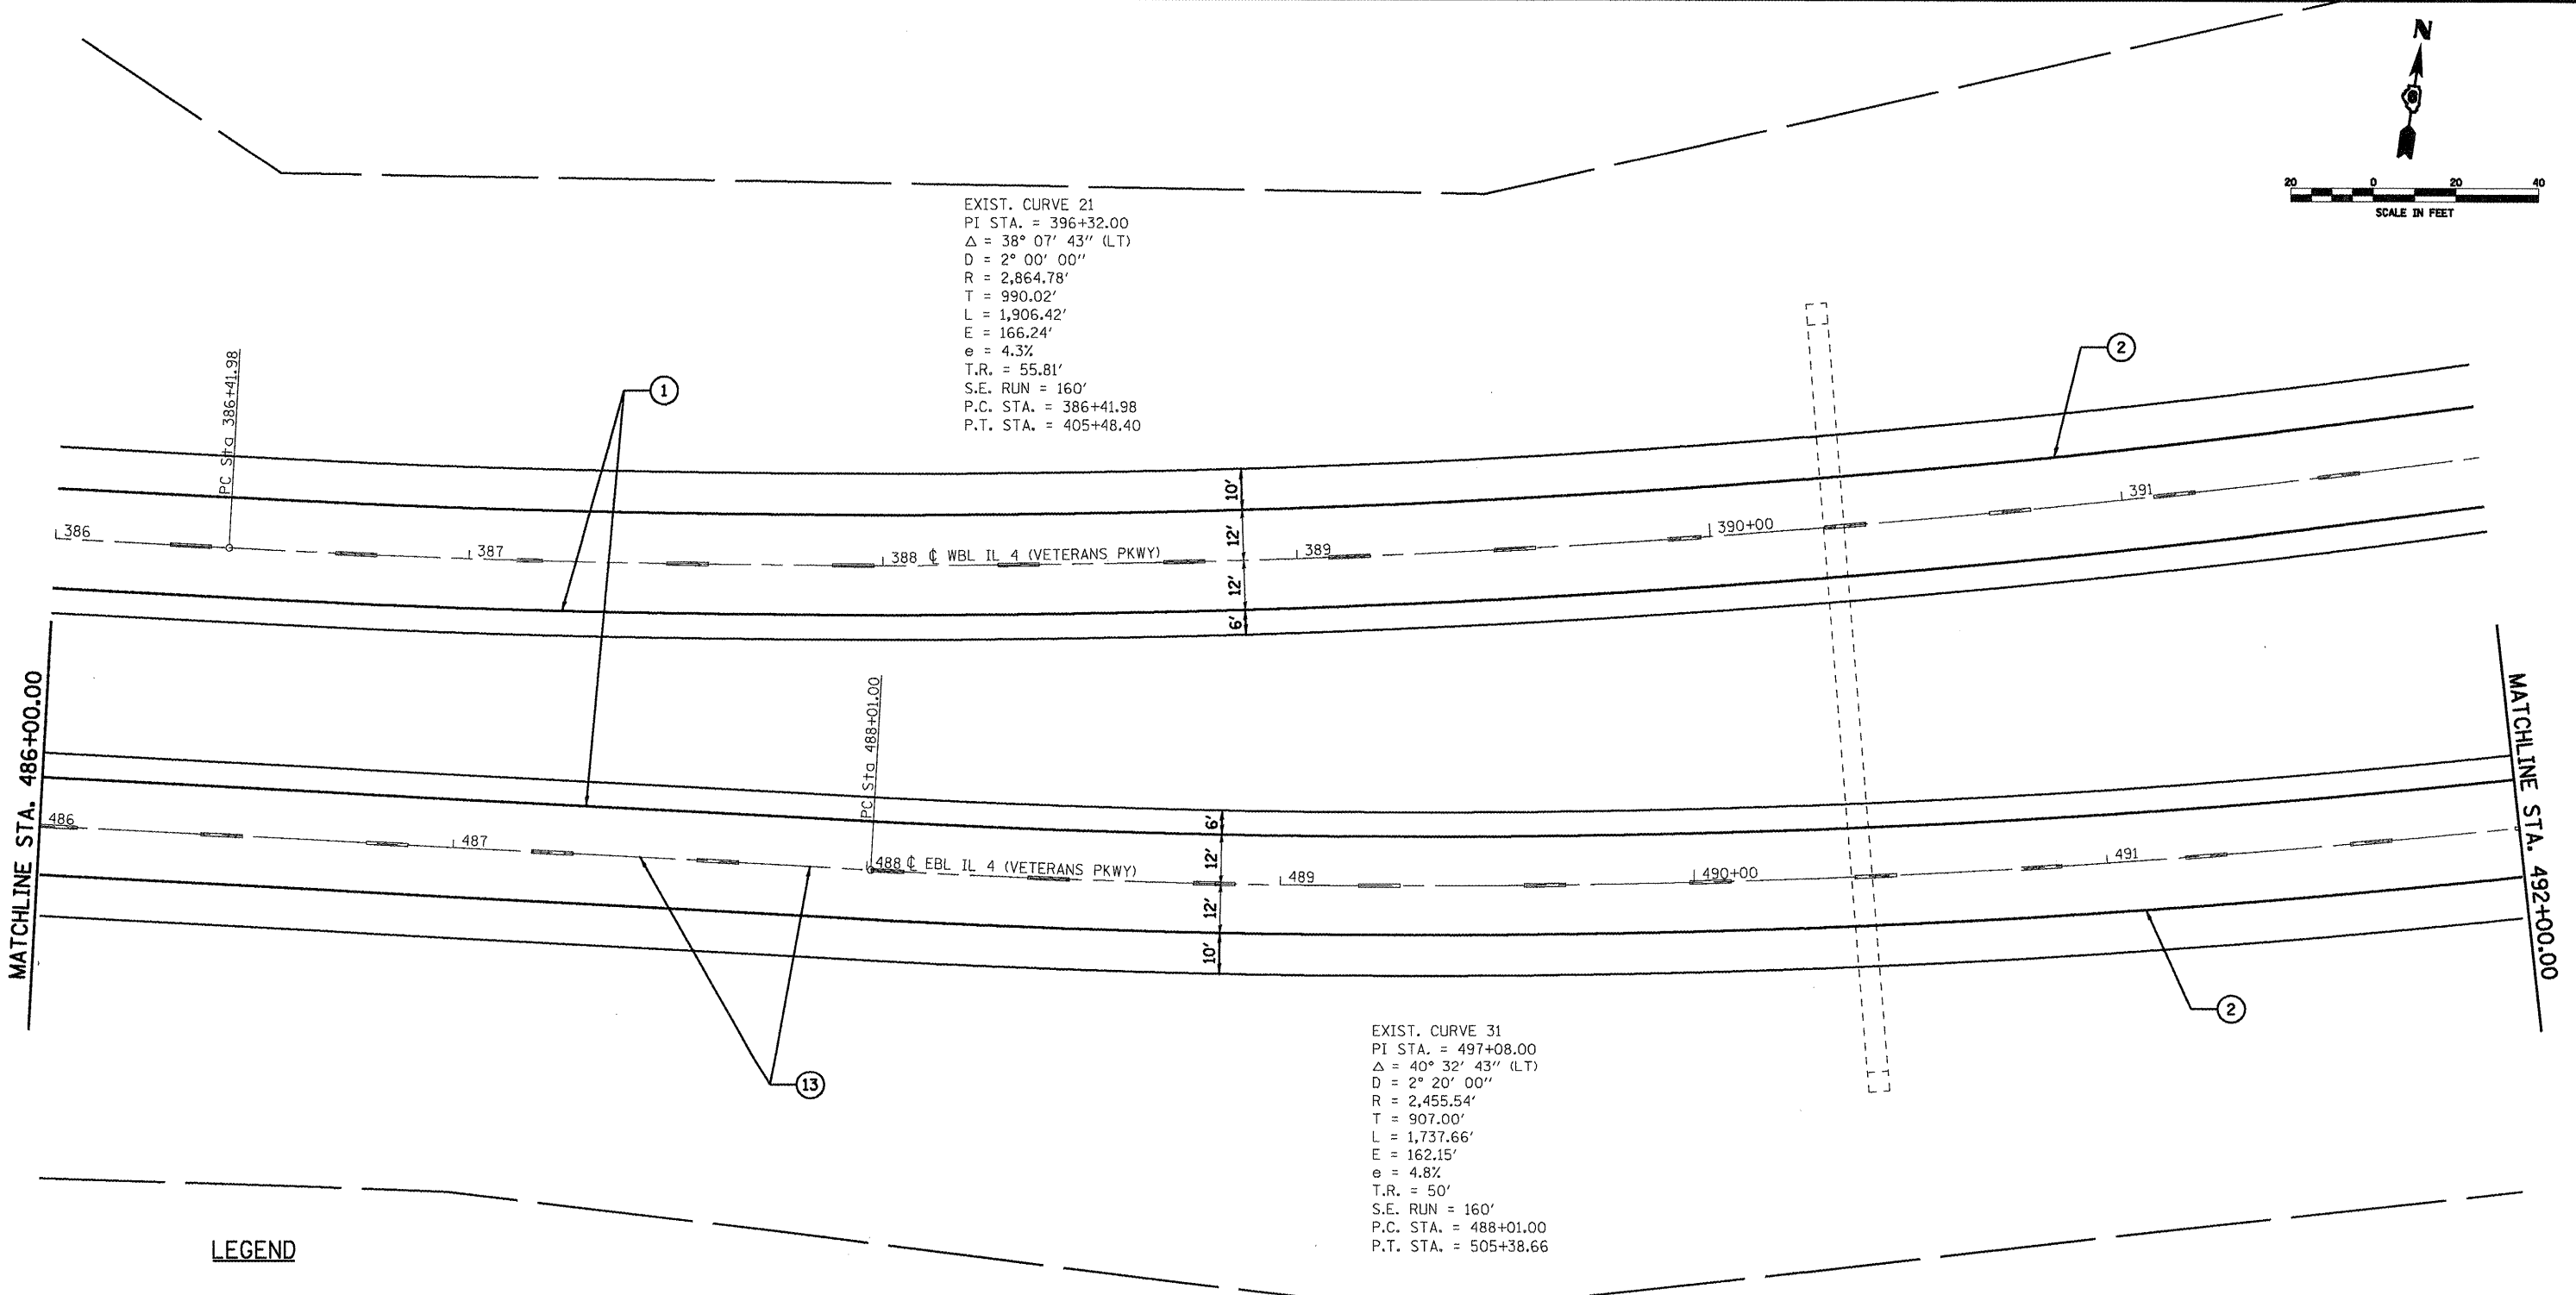 N
6
20 0 20 40
SCALE IN FEET
EXIST. CURVE 21
PI STA. = 396+32.00
Δ = 38° 07' 43" (LT)
D = 2° 00' 00"
R = 2,864.78'
T = 990.02'
L = 1,906.42'
E = 166.24'
e = 4.3%
T.R. = 55.81'
S.E. RUN = 160'
P.C. STA. = 386+41.98
P.T. STA. = 405+48.40
PC Sta 386+41.98
1
2
10'
12'
12'
6'
386
387
388 ℄ WBL IL 4 (VETERANS PKWY)
389
390+00
391
MATCHLINE STA. 486+00.00
MATCHLINE STA. 492+00.00
PC Sta 488+01.00
486
487
488 ℄ EBL IL 4 (VETERANS PKWY)
489
490+00
491
6'
12'
12'
10'
2
13
EXIST. CURVE 31
PI STA. = 497+08.00
Δ = 40° 32' 43" (LT)
D = 2° 20' 00"
R = 2,455.54'
T = 907.00'
L = 1,737.66'
E = 162.15'
e = 4.8%
T.R. = 50'
S.E. RUN = 160'
P.C. STA. = 488+01.00
P.T. STA. = 505+38.66
LEGEND